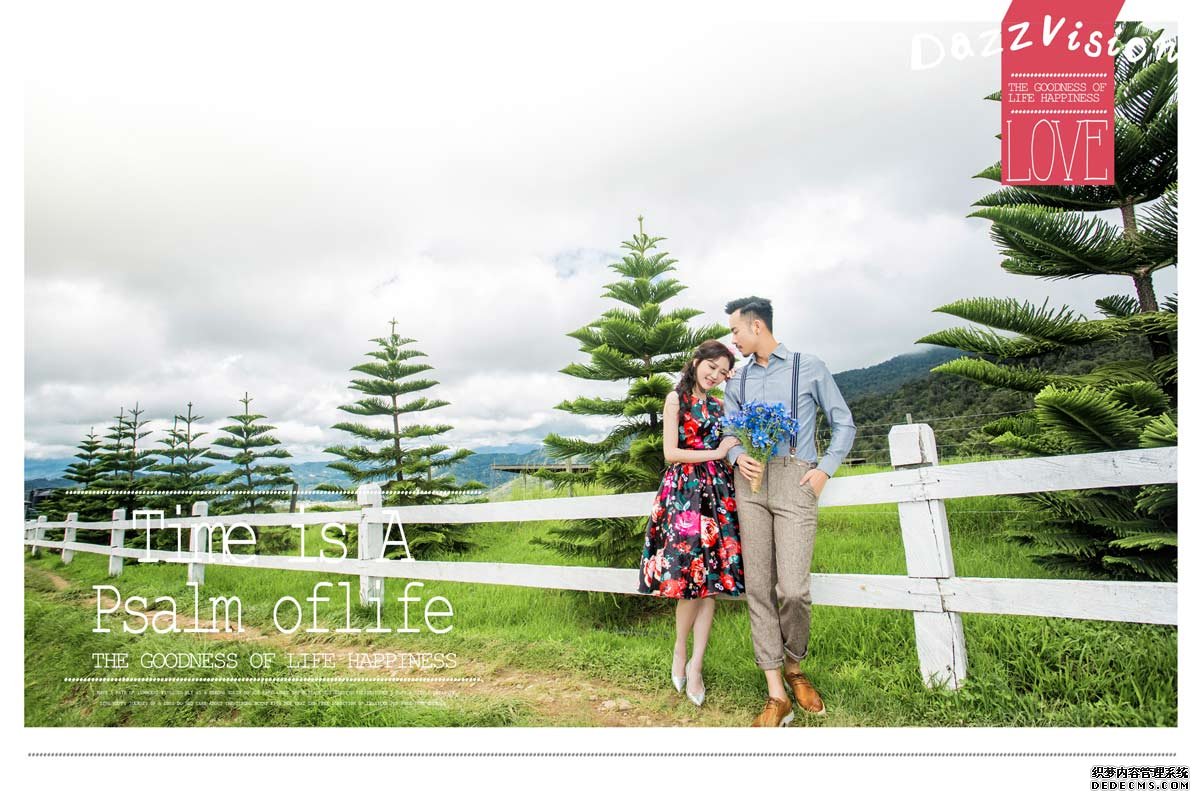 DazzVision
THE GOODNESS OF
LIFE HAPPINESS
LOVE
Time Is A
Psalm oflife
THE GOODNESS OF LIFE HAPPINESS
织梦内容管理系统
DEDECMS.COM